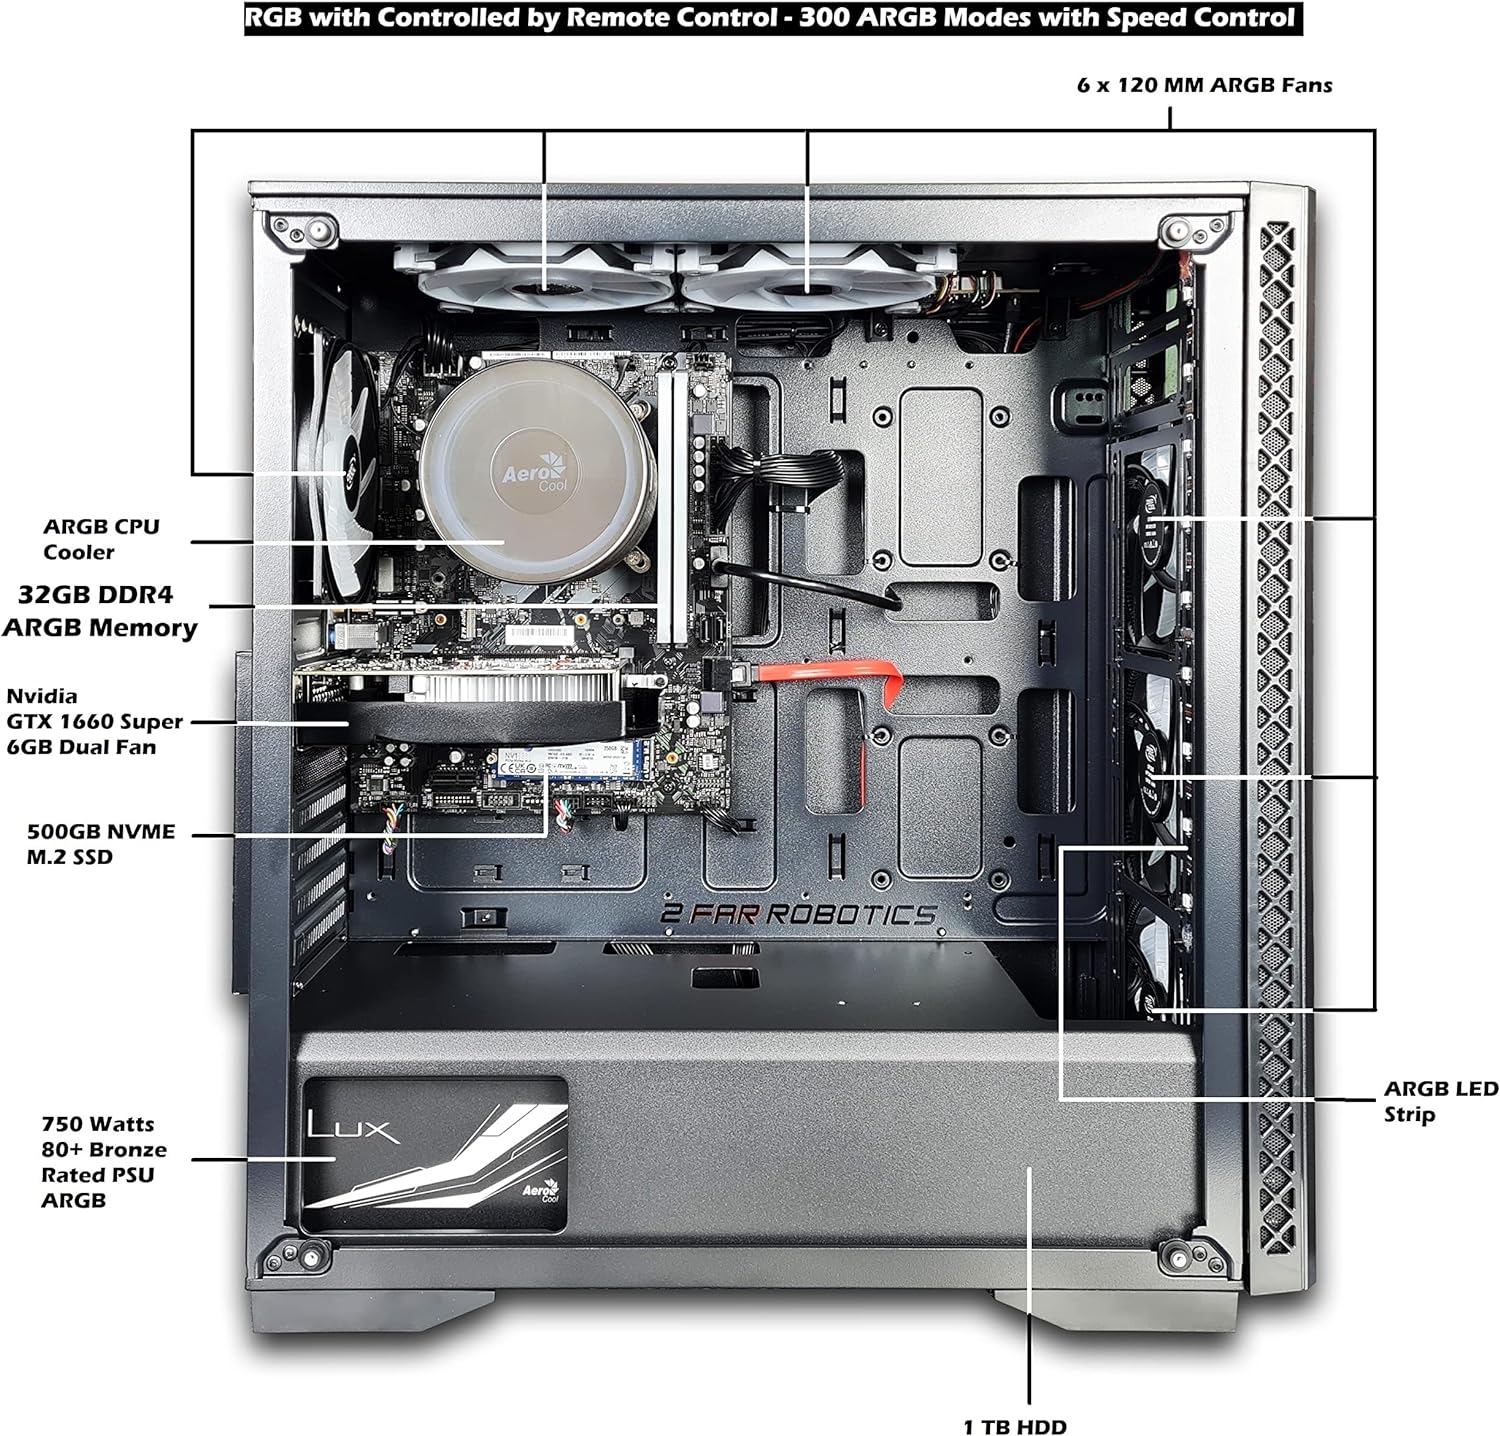 RGB with Controlled by Remote Control - 300 ARGB Modes with Speed Control
6 x 120 MM ARGB Fans
Aero
Cool
ARGB CPU
Cooler
32GB DDR4
ARGB Memory
Nvidia
GTX 1660 Super
6GB Dual Fan
NV1
250GB
500GB NVME
M.2 SSD
2 FAR ROBOTICS
ARGB LED
Strip
750 Watts
80+ Bronze
Rated PSU
ARGB
LUX
Aero
Cool
1 TB HDD